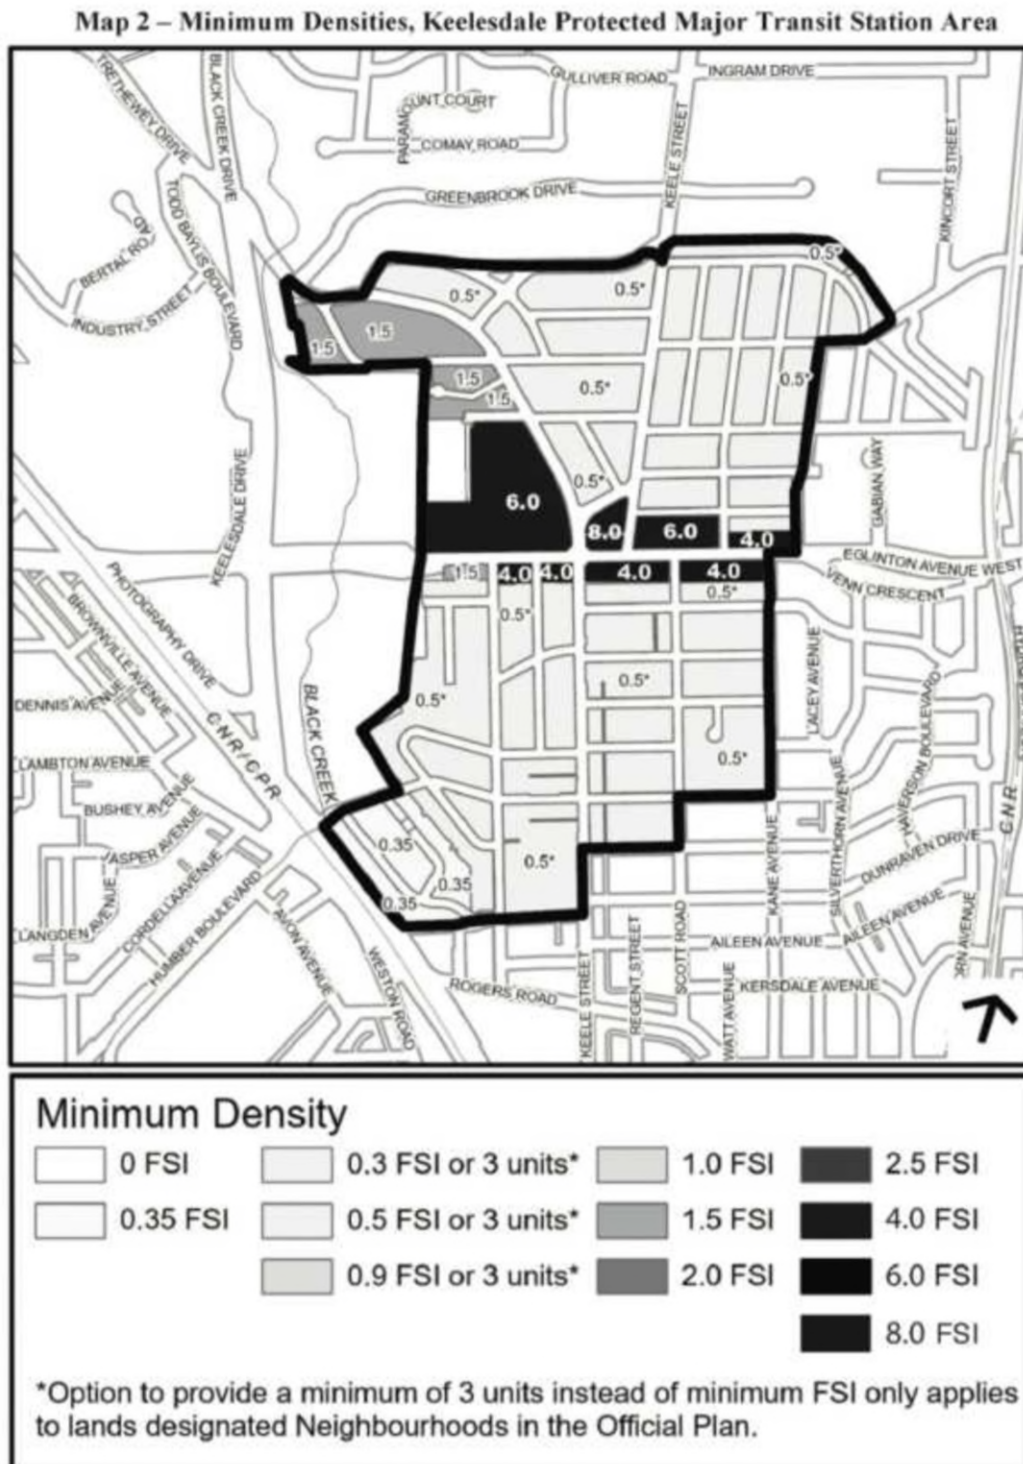 Map 2 – Minimum Densities, Keelesdale Protected Major Transit Station Area
TRETHEWEY DRIVE
BLACK CREEK DRIVE
GULLIVER ROAD
INGRAM DRIVE
COMAY ROAD
KEELE STREET
KINCORT STREET
GREENBROOK DRIVE
TODD BAYLIS BOULEVARD
BERTAL ROAD
INDUSTRY STREET
0.5*
0.5*
0.5*
1.5
1.5
1.5
1.5
0.5*
0.5*
0.5*
KEELESDALE DRIVE
GABIAN WAY
6.0
8.0
6.0
4.0
EGLINTON AVENUE WEST
VENN CRESCENT
1.5
4.0
4.0
4.0
4.0
0.5*
0.5*
PHOTOGRAPHY DRIVE
BROWNVILLE AVENUE
DENNIS AVENUE
CNR/CPR
BLACK CREEK
0.5*
0.5*
0.5*
LACEY AVENUE
LAMBTON AVENUE
BUSHEY AVENUE
JASPER AVENUE
CORDELLA AVENUE
LANGDEN AVENUE
HUMBER BOULEVARD
AVON AVENUE
WESTON ROAD
0.35
0.35
0.35
0.5*
KANE AVENUE
SILVERTHORN AVENUE
HAVERSON BOULEVARD
DUNRAVEN DRIVE
CNR
AILEEN AVENUE
AILEEN AVENUE
ROGERS ROAD
KEELE STREET
REGENT STREET
SCOTT ROAD
WATT AVENUE
KERSDALE AVENUE
Minimum Density
0 FSI
0.3 FSI or 3 units*
1.0 FSI
2.5 FSI
0.35 FSI
0.5 FSI or 3 units*
1.5 FSI
4.0 FSI
0.9 FSI or 3 units*
2.0 FSI
6.0 FSI
8.0 FSI
*Option to provide a minimum of 3 units instead of minimum FSI only applies
to lands designated Neighbourhoods in the Official Plan.